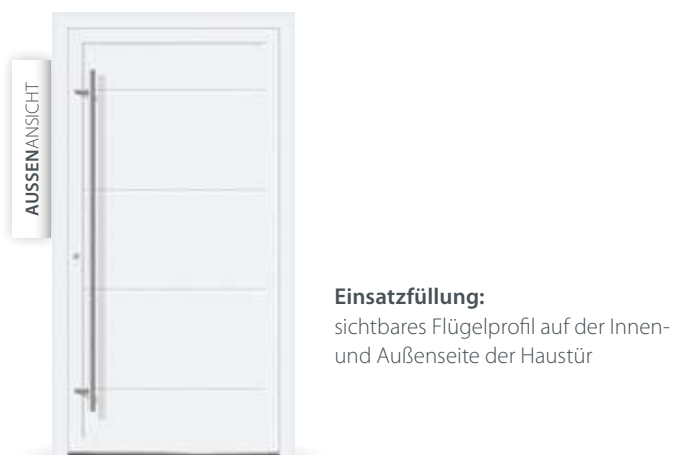 AUSSENANSICHT
Einsatzfüllung:
sichtbares Flügelprofil auf der Innen-
und Außenseite der Haustür